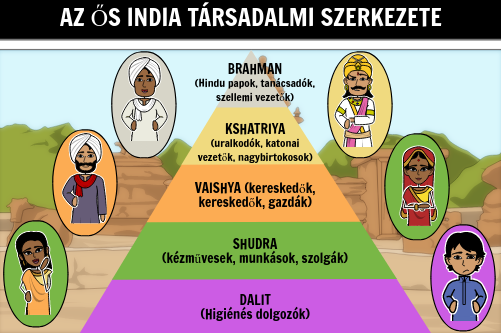 AZ ŐS INDIA TÁRSADALMI SZERKEZETE
BRAHMAN
(Hindu papok, tanácsadók,
szellemi vezetők)
KSHATRIYA
(uralkodók, katonai
vezetők, nagybirtokosok)
VAISHYA (kereskedők,
kereskedők, gazdák)
SHUDRA
(kézművesek, munkások, szolgák)
DALIT
(Higiénés dolgozók)